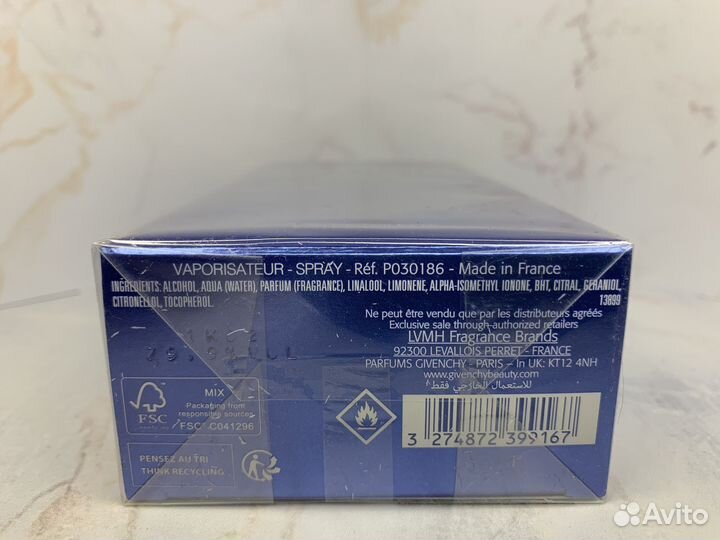 VAPORISATEUR - SPRAY - Réf. P030186 - Made in France
INGREDIENTS: ALCOHOL, AQUA (WATER), PARFUM (FRAGRANCE), LINALOOL, LIMONENE, ALPHA-ISOMETHYL IONONE, BHT, CITRAL, GERANIOL,
CITRONELLOL, TOCOPHEROL. 13899
Ne peut être vendu que par les distributeurs agréés
Exclusive sale through authorized retailers
LVMH Fragrance Brands
92300 LEVALLOIS PERRET - FRANCE
PARFUMS GIVENCHY - PARIS - In UK: KT12 4NH
www.givenchybeauty.com
للاستعمال الخارجي فقط
FSC
MIX
Packaging from
responsible sources
FSC C041296
3 274872 399167
PENSEZ AU TRI
THINK RECYCLING
Avito